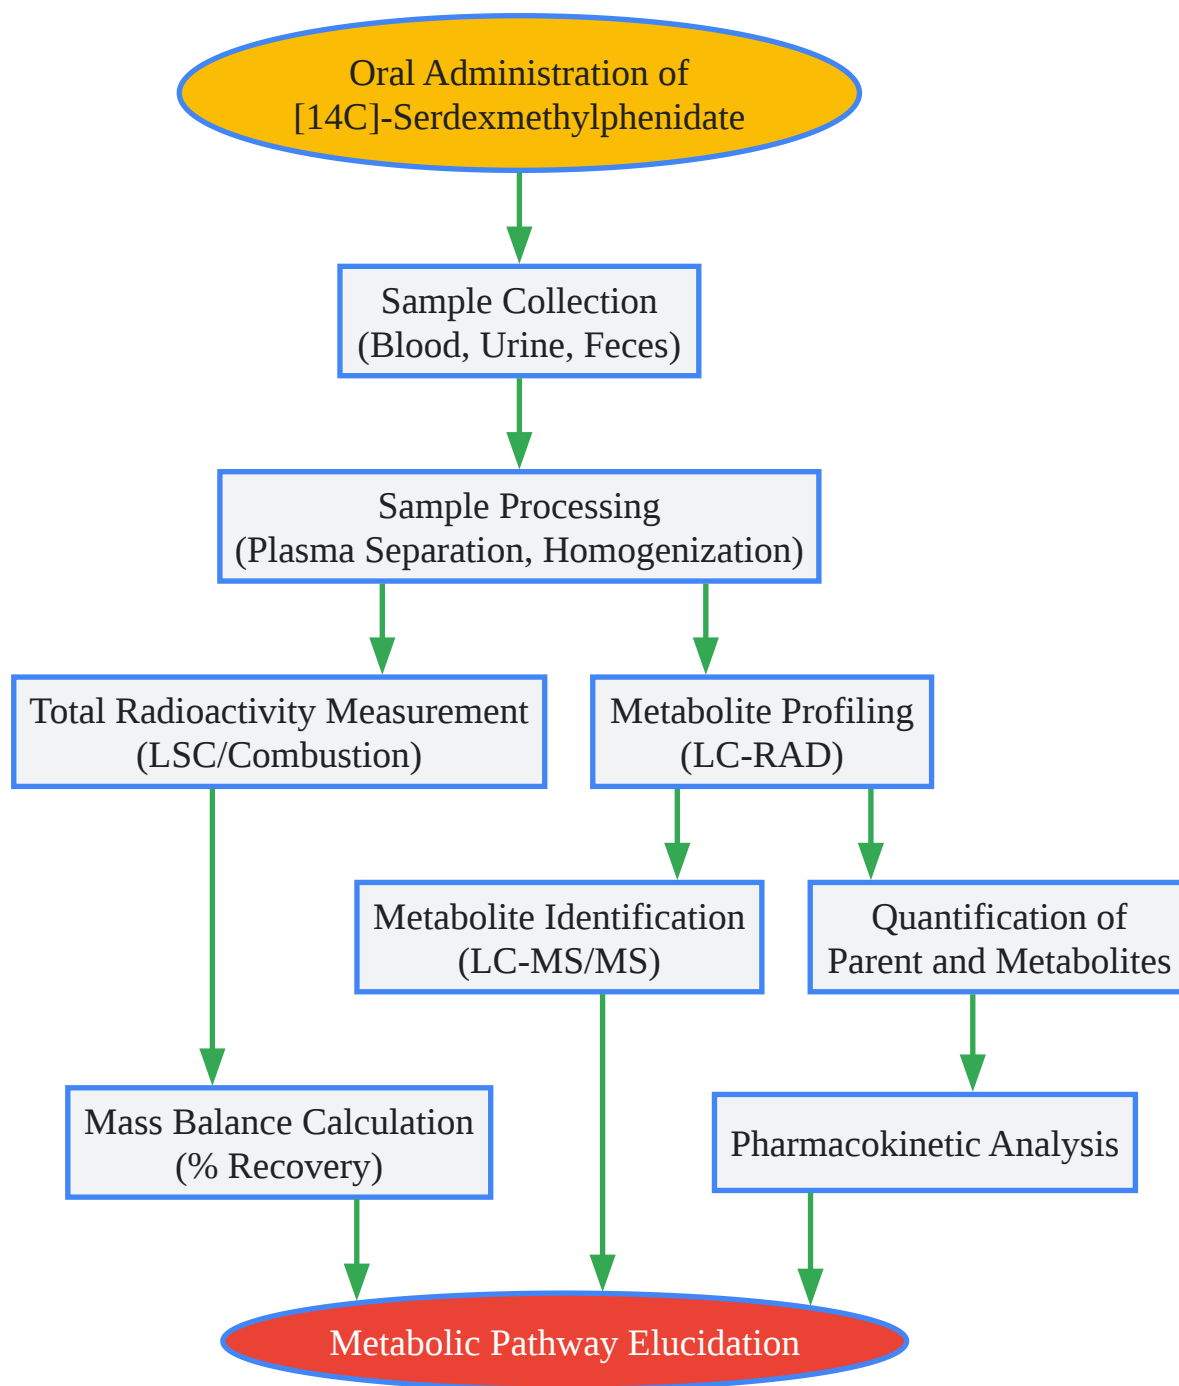 Oral Administration of
[14C]-Serdexmethylphenidate
Sample Collection
(Blood, Urine, Feces)
Sample Processing
(Plasma Separation, Homogenization)
Total Radioactivity Measurement
(LSC/Combustion)
Metabolite Profiling
(LC-RAD)
Metabolite Identification
(LC-MS/MS)
Quantification of
Parent and Metabolites
Mass Balance Calculation
(% Recovery)
Pharmacokinetic Analysis
Metabolic Pathway Elucidation